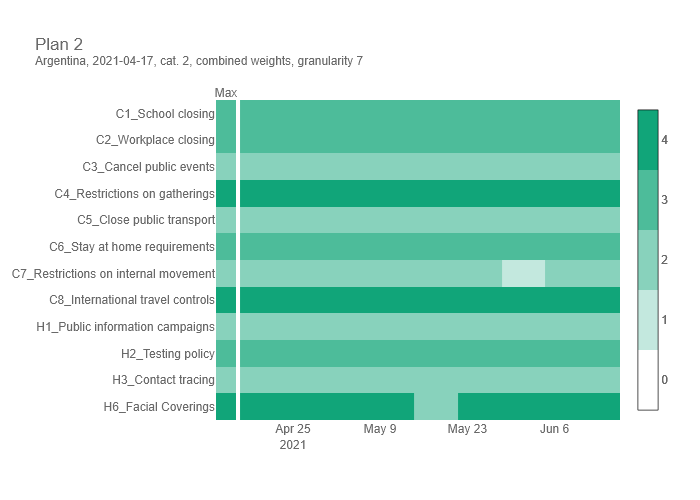 Plan 2
Argentina, 2021-04-17, cat. 2, combined weights, granularity 7
Max
C1_School closing
C2_Workplace closing
C3_Cancel public events
C4_Restrictions on gatherings
C5_Close public transport
C6_Stay at home requirements
C7_Restrictions on internal movement
C8_International travel controls
H1_Public information campaigns
H2_Testing policy
H3_Contact tracing
H6_Facial Coverings
Apr 25 May 9 May 23 Jun 6
2021
4
3
2
1
0